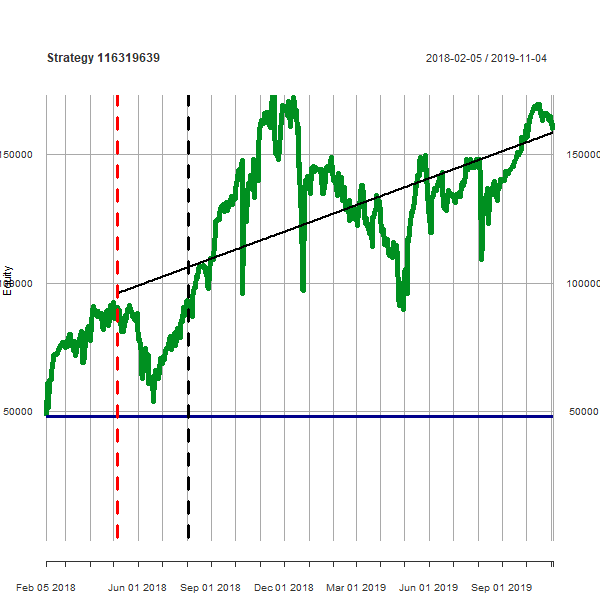 Strategy 116319639 2018-02-05 / 2019-11-04
150000 150000
Equity
100000 100000
50000 50000
Feb 05 2018 Jun 01 2018 Sep 01 2018 Dec 01 2018 Mar 01 2019 Jun 01 2019 Sep 01 2019